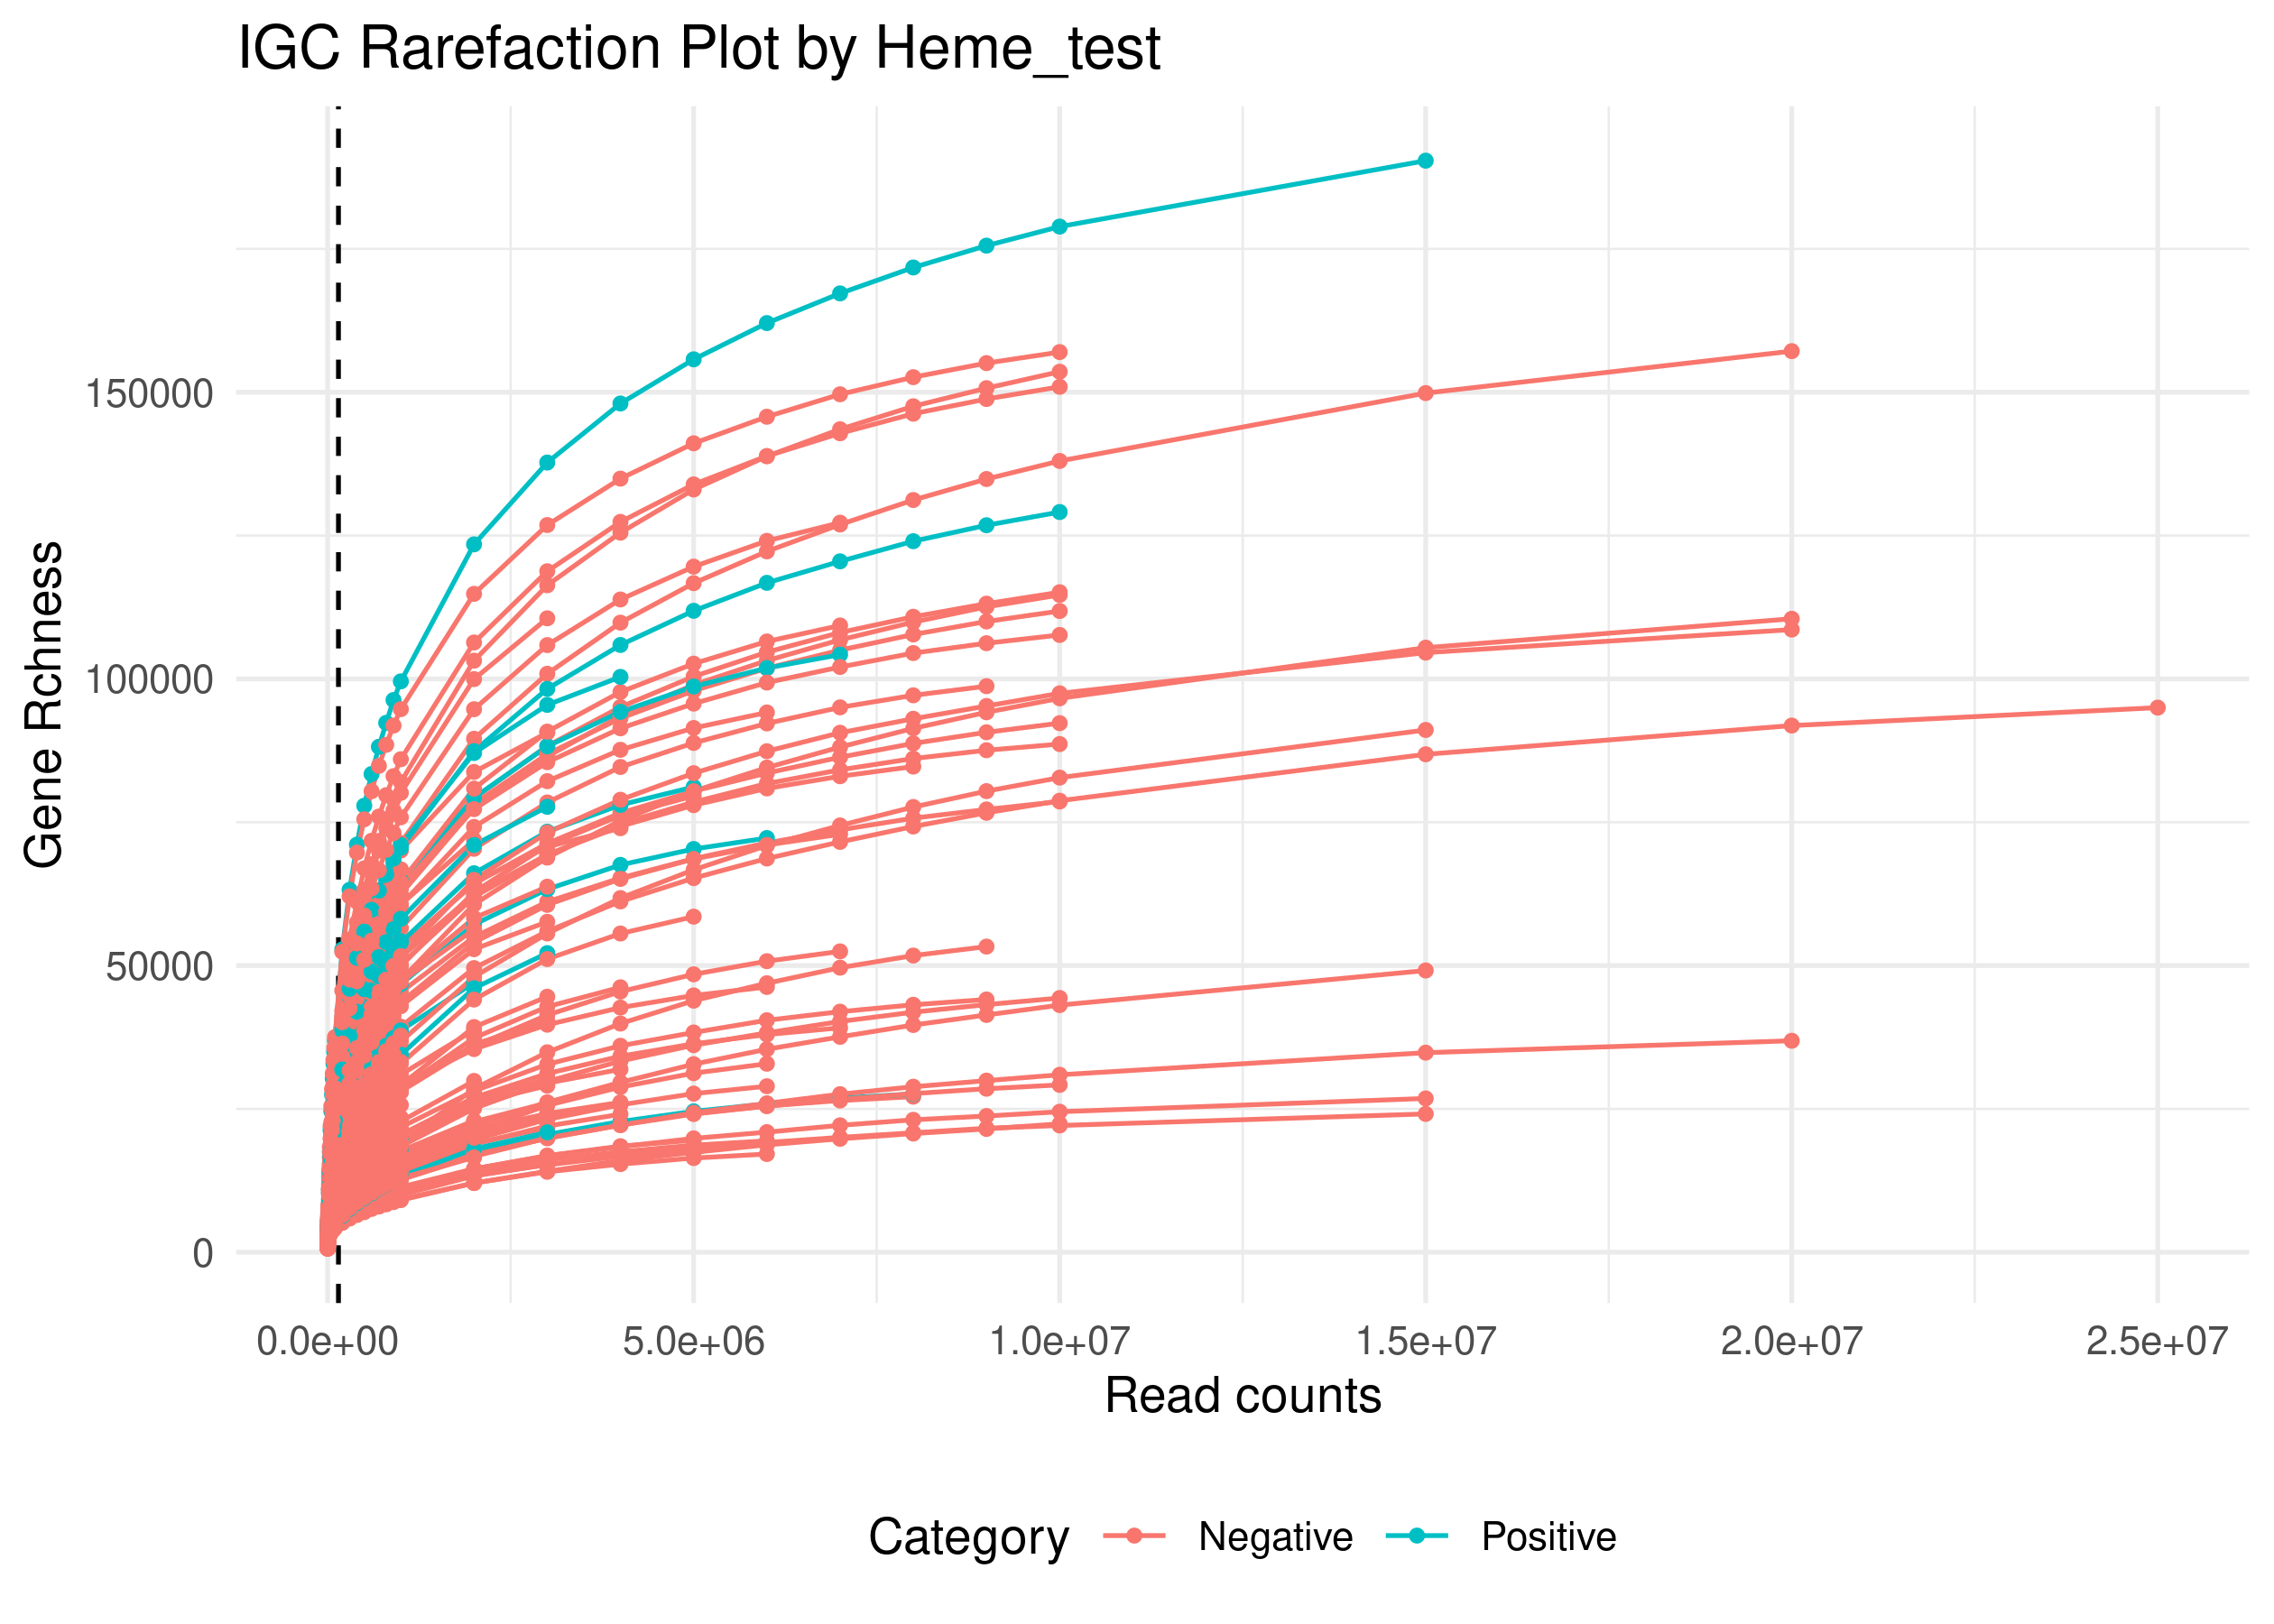 IGC Rarefaction Plot by Heme_test
Gene Rchness
150000
100000
50000
0
0.0e+00 5.0e+06 1.0e+07 1.5e+07 2.0e+07 2.5e+07
Read counts
Category Negative Positive